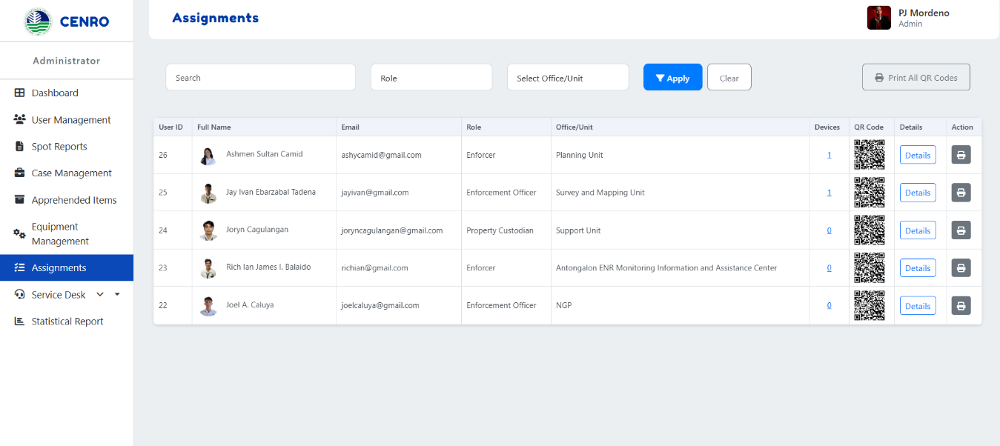 CENRO
Administrator
Dashboard
User Management
Spot Reports
Case Management
Apprehended Items
Equipment
Management
Assignments
Service Desk
Statistical Report
Assignments
PJ Mordeno
Admin
Search
Role
Select Office/Unit
Apply
Clear
Print All QR Codes
User ID Full Name Email Role Office/Unit Devices QR Code Details Action
26 Ashmen Sultan Camid ashycamid@gmail.com Enforcer Planning Unit 1 Details
25 Jay Ivan Ebarzabal Tadena jayivan@gmail.com Enforcement Officer Survey and Mapping Unit 1 Details
24 Joryn Cagulangan joryncagulangan@gmail.com Property Custodian Support Unit 0 Details
23 Rich Ian James I. Balaido richian@gmail.com Enforcer Antongalon ENR Monitoring Information and Assistance Center 0 Details
22 Joel A. Caluya joelcaluya@gmail.com Enforcement Officer NGP 0 Details